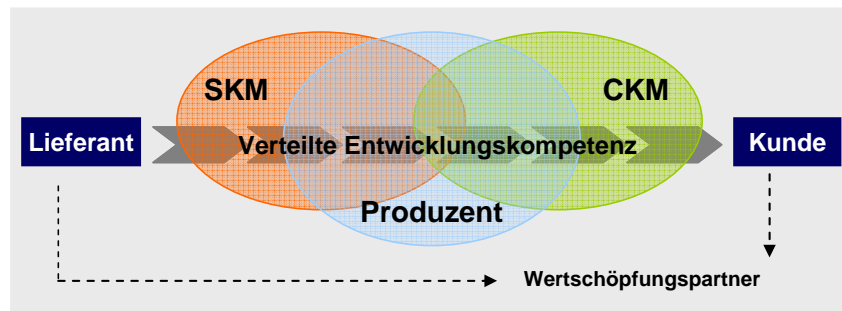 SKM
CKM
Lieferant
Verteilte Entwicklungskompetenz
Kunde
Produzent
Wertschöpfungspartner